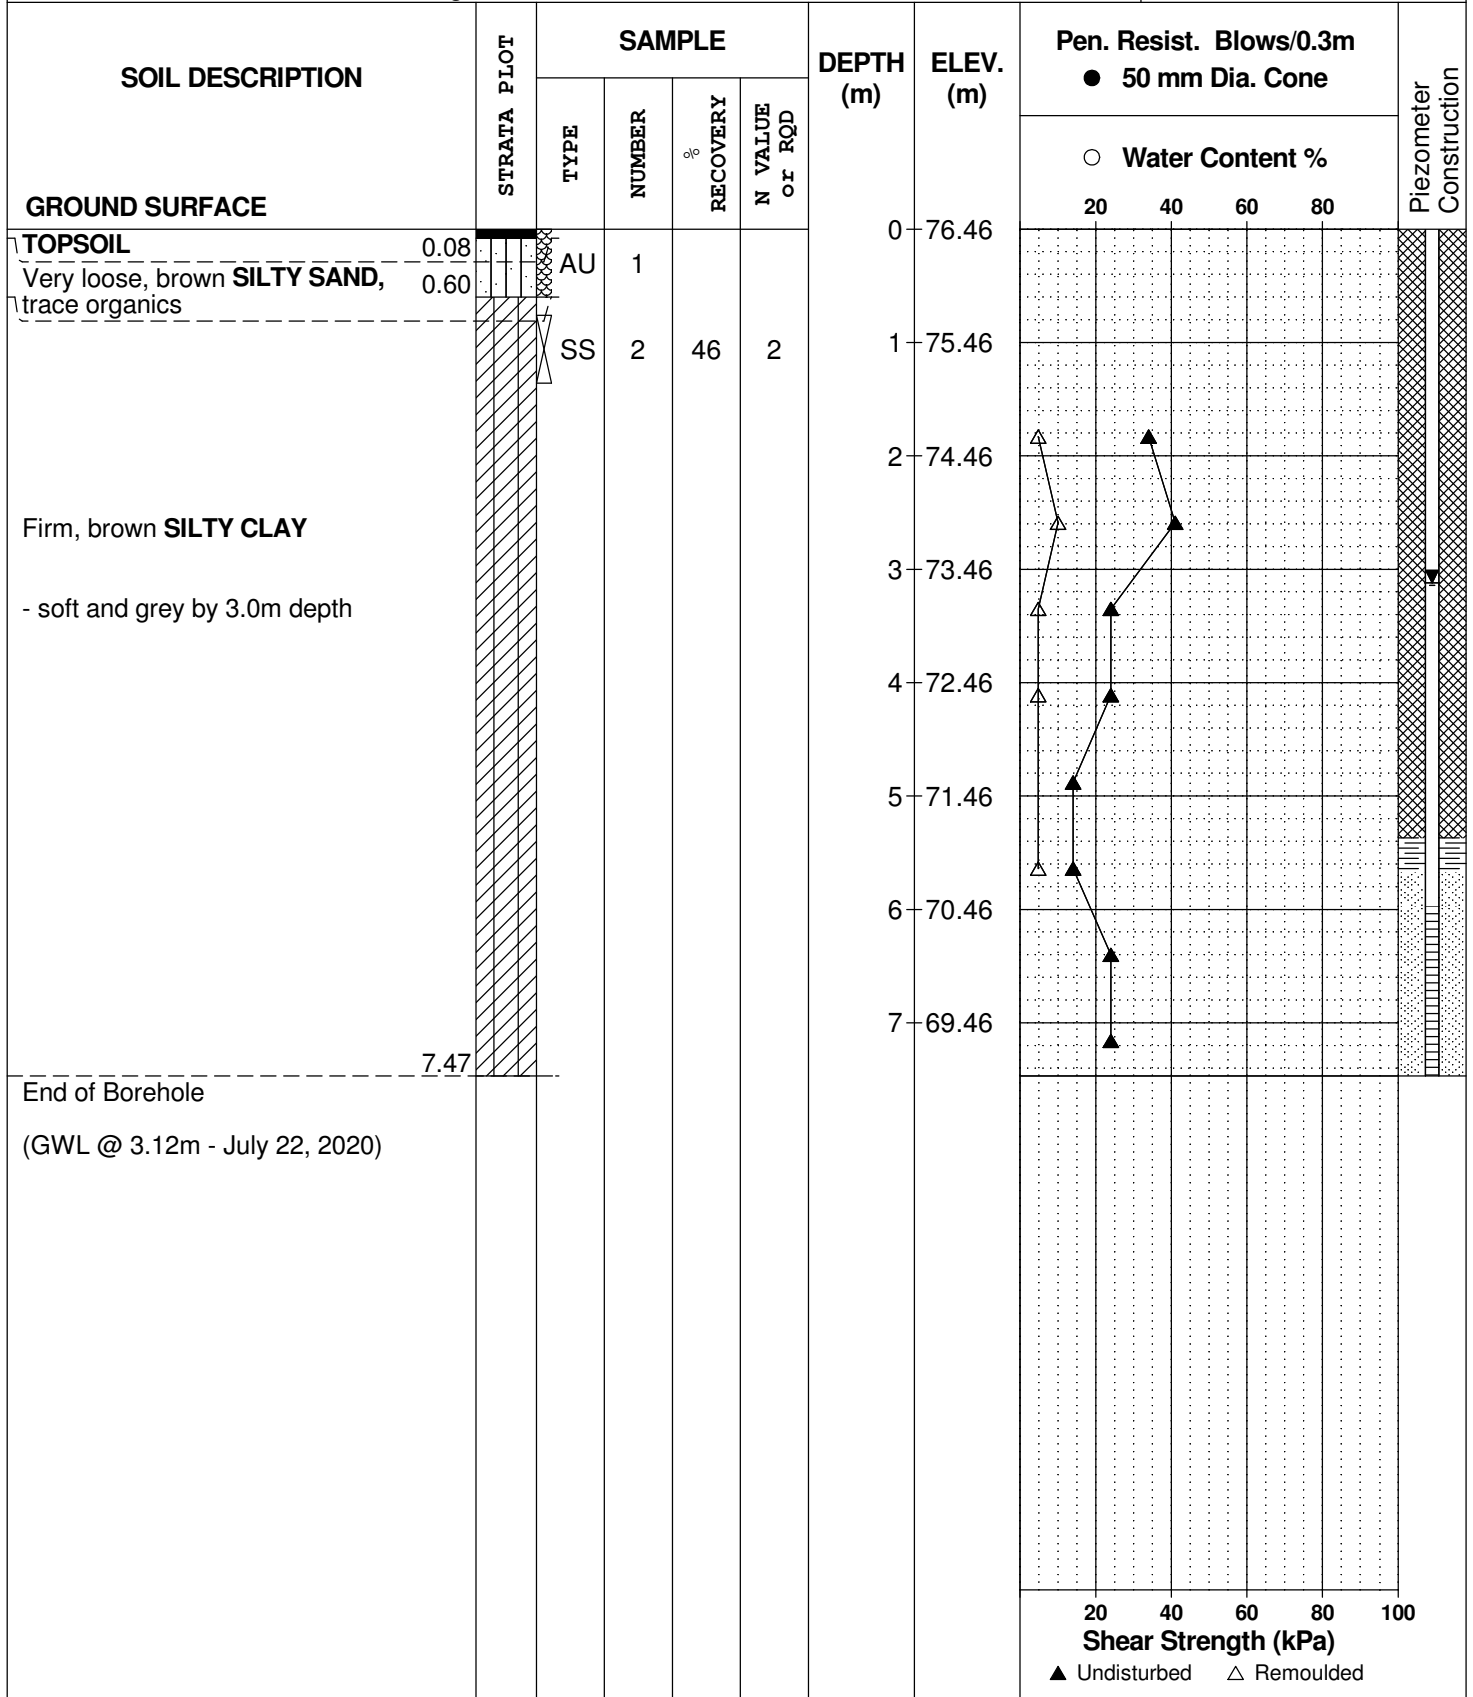 SOIL DESCRIPTION
GROUND SURFACE
STRATA PLOT
SAMPLE
TYPE
NUMBER
% RECOVERY
N VALUE or RQD
DEPTH
(m)
ELEV.
(m)
Pen. Resist. Blows/0.3m
● 50 mm Dia. Cone
○ Water Content %
20 40 60 80
Piezometer
Construction
0 76.46
TOPSOIL 0.08
AU 1
Very loose, brown SILTY SAND, 0.60
trace organics
SS 2 46 2
1 75.46
2 74.46
Firm, brown SILTY CLAY
3 73.46
- soft and grey by 3.0m depth
4 72.46
5 71.46
6 70.46
7 69.46
7.47
End of Borehole
(GWL @ 3.12m - July 22, 2020)
20 40 60 80 100
Shear Strength (kPa)
▲ Undisturbed △ Remoulded